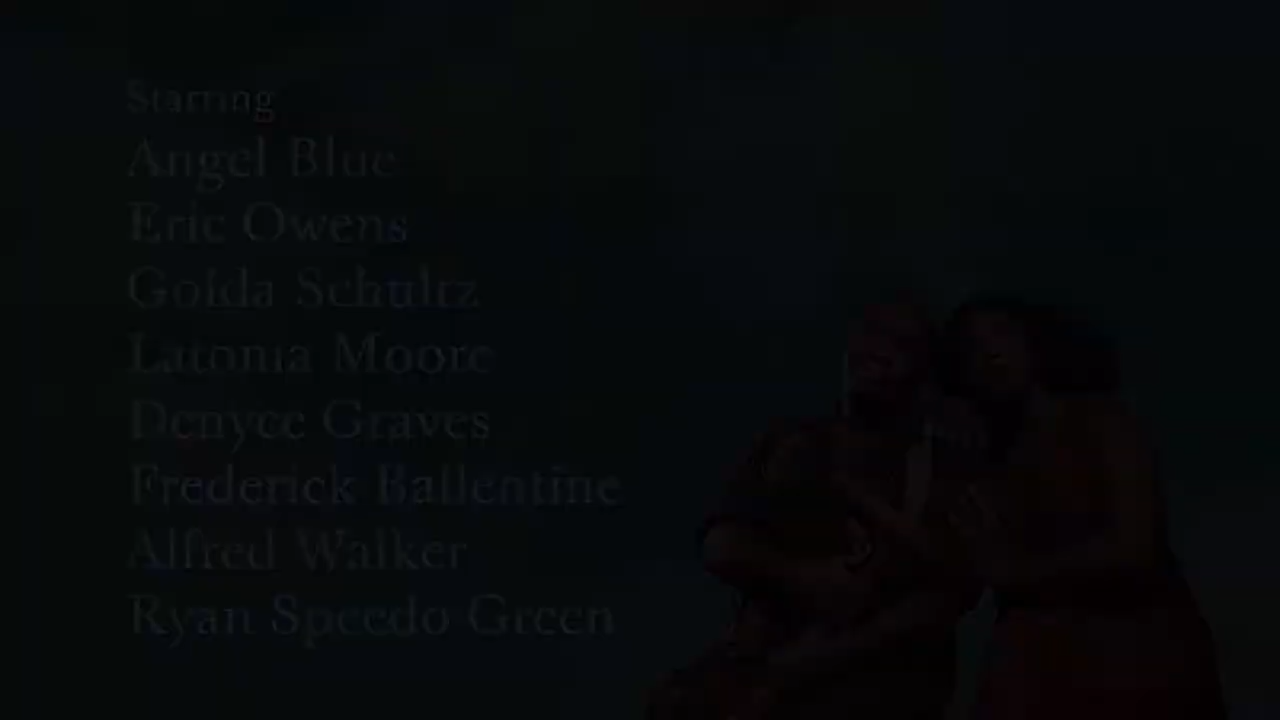 Starring
Angel Blue
Eric Owens
Golda Schultz
Latonia Moore
Denyce Graves
Frederick Ballentine
Alfred Walker
Ryan Speedo Green